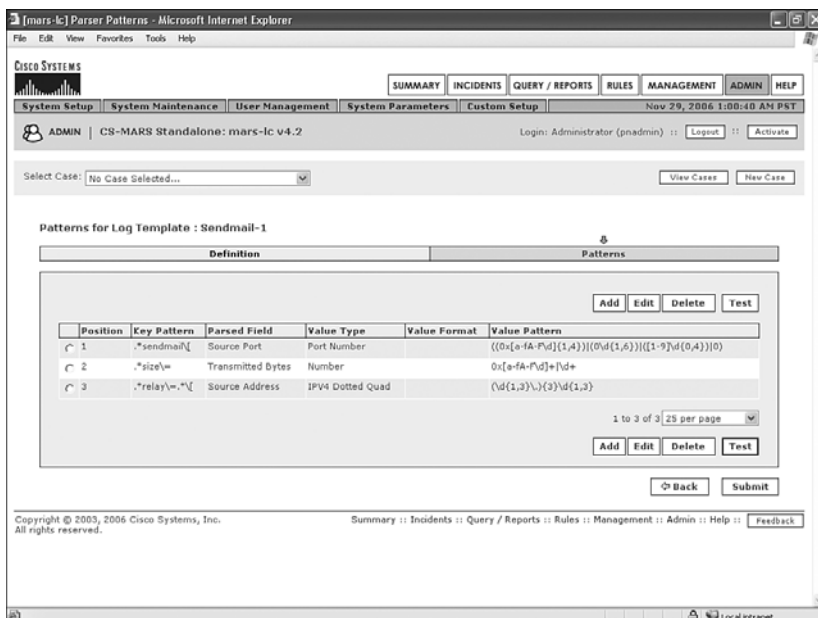 [mars-lc] Parser Patterns - Microsoft Internet Explorer
File Edit View Favorites Tools Help
CISCO SYSTEMS
SUMMARY INCIDENTS QUERY / REPORTS RULES MANAGEMENT ADMIN HELP
System Setup System Maintenance User Management System Parameters Custom Setup Nov 29, 2006 1:00:40 AM PST
ADMIN | CS-MARS Standalone: mars-lc v4.2 Login: Administrator (pnadmin) :: Logout :: Activate
Select Case: No Case Selected... View Cases New Case
Patterns for Log Template : Sendmail-1
Definition Patterns
Add Edit Delete Test
Position Key Pattern Parsed Field Value Type Value Format Value Pattern
1 .*sendmail\[ Source Port Port Number ((0x[a-fA-F\d]{1,4})|(0\d{1,6})|([1-9]\d{0,4})|0)
2 .*size\= Transmitted Bytes Number 0x[a-fA-F\d]+|\d+
3 .*relay\=.*\[ Source Address IPV4 Dotted Quad (\d{1,3}\.){3}\d{1,3}
1 to 3 of 3 25 per page
Add Edit Delete Test
Back Submit
Copyright © 2003, 2006 Cisco Systems, Inc. Summary :: Incidents :: Query / Reports :: Rules :: Management :: Admin :: Help :: Feedback
All rights reserved.
Local intranet